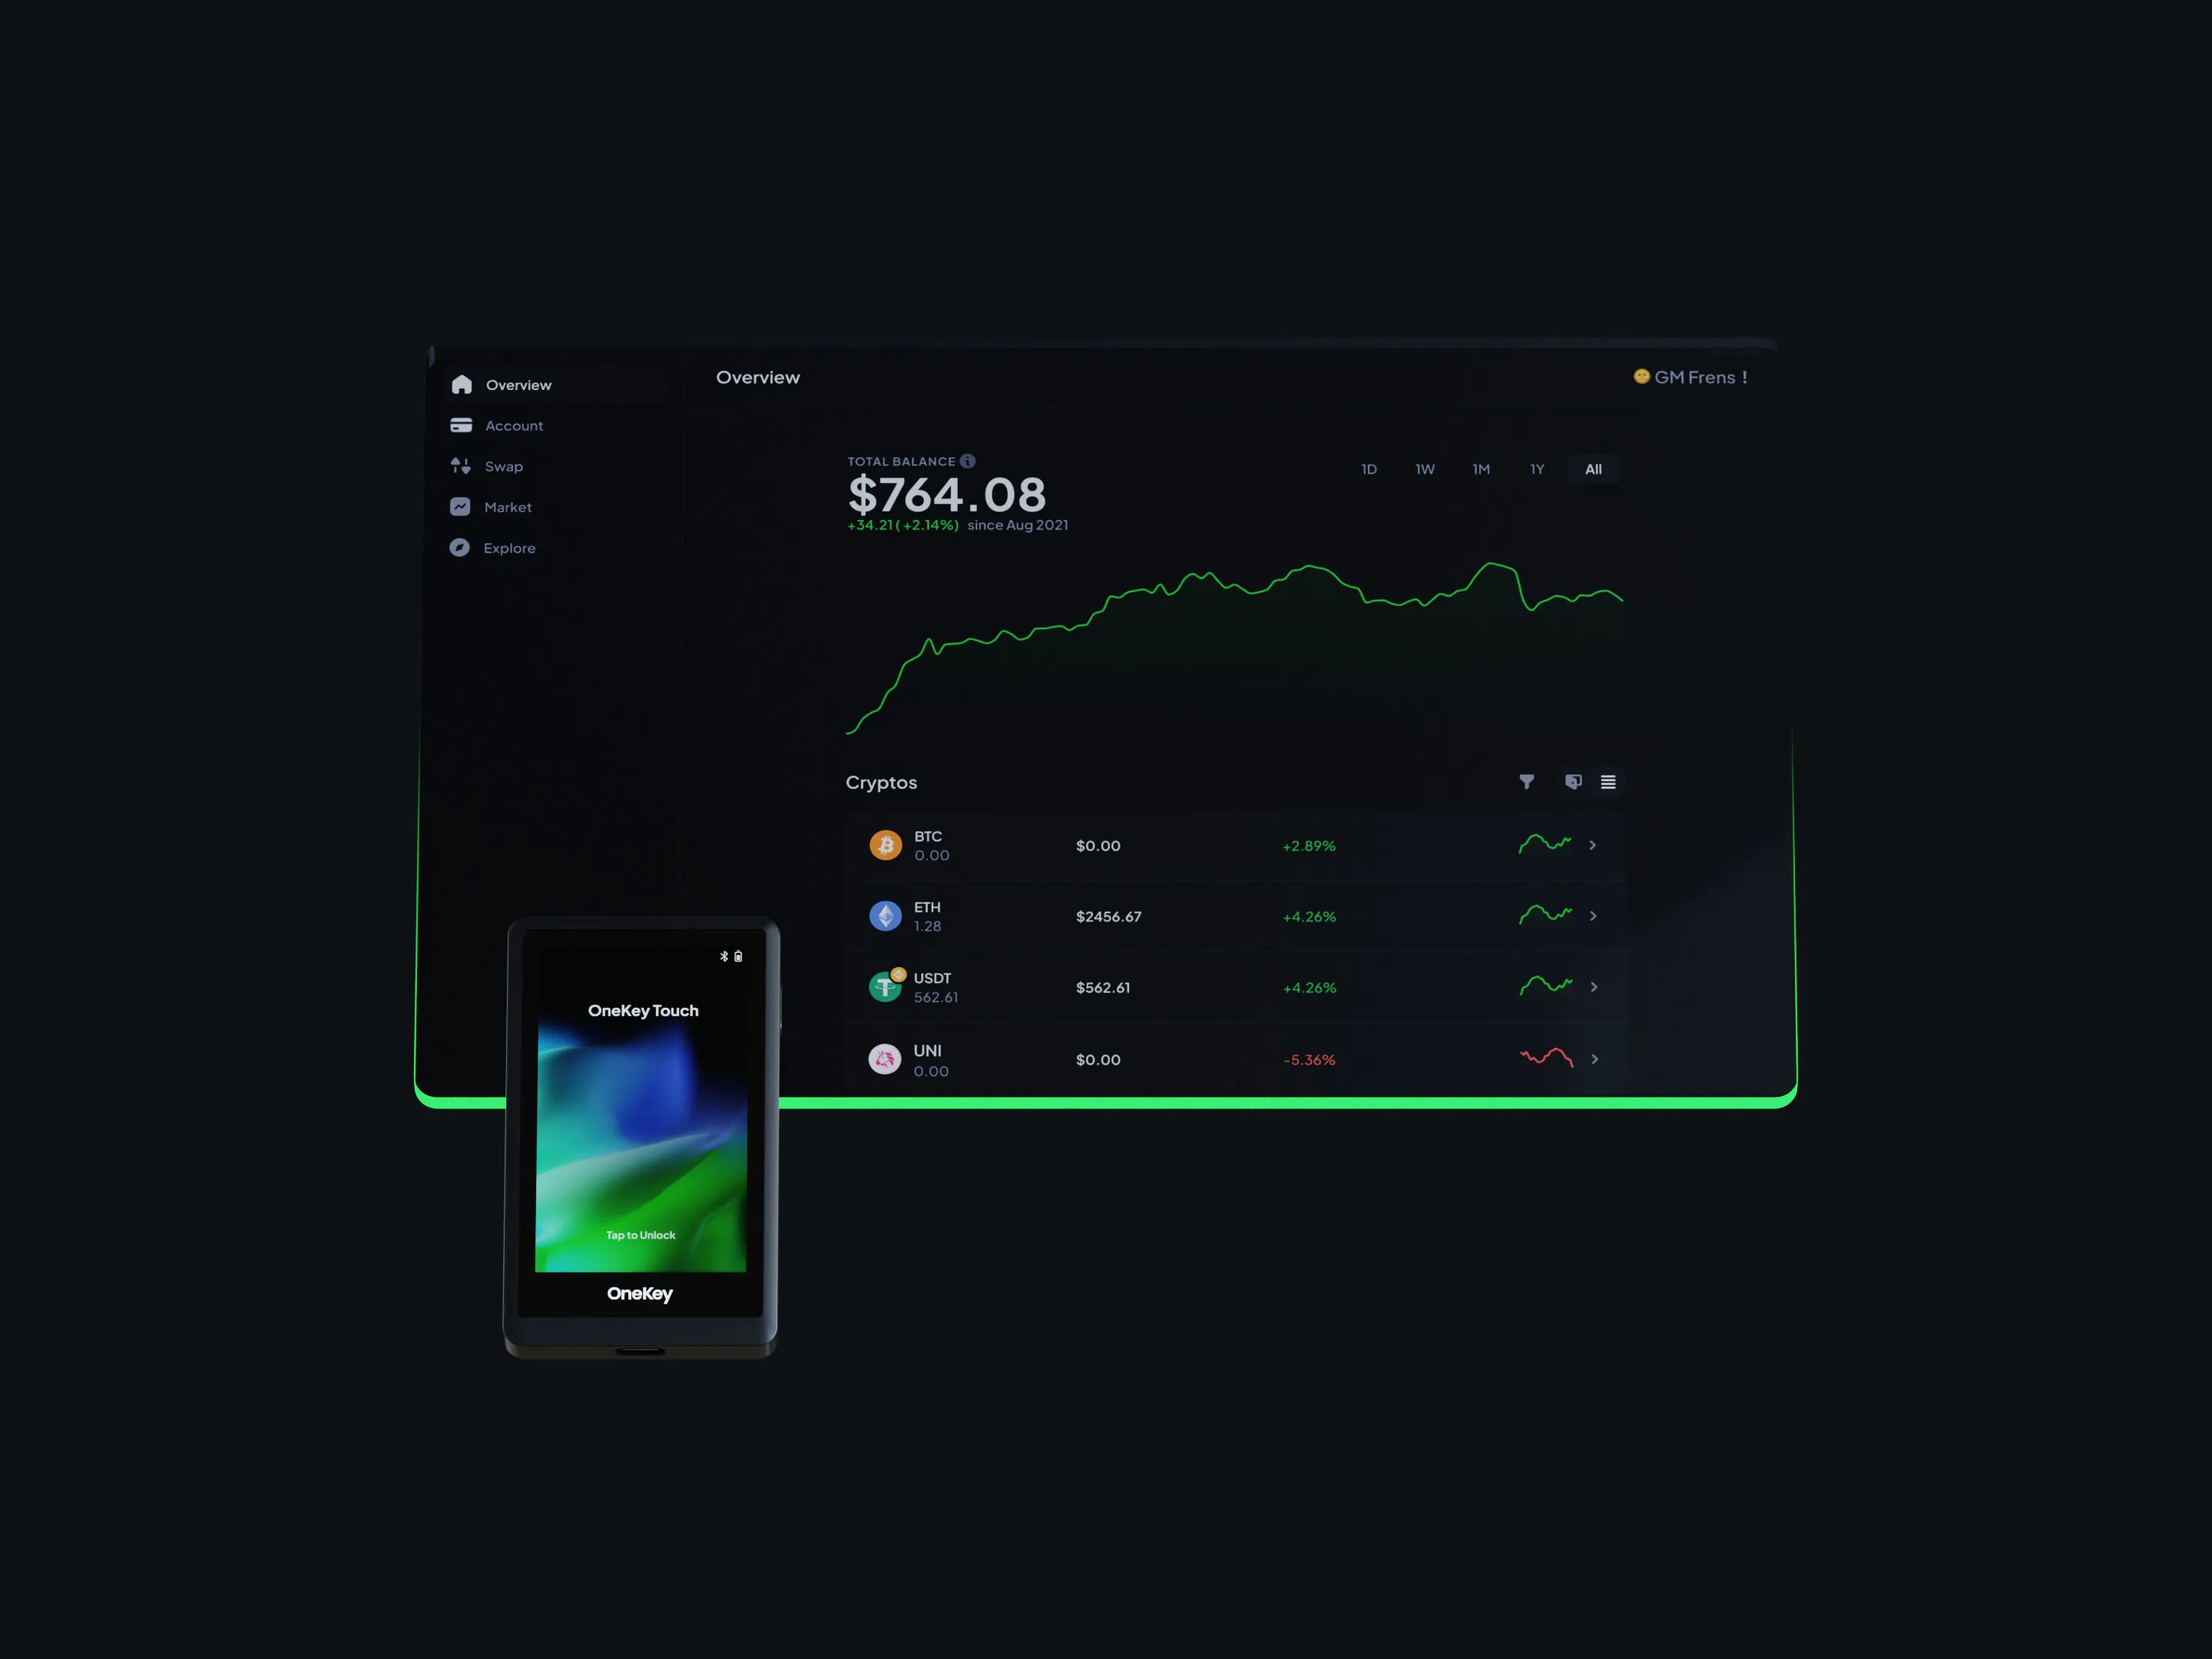 Overview
Account
Swap
Market
Explore
Overview
GM Frens !
TOTAL BALANCE
$764.08
+34.21 ( +2.14%) since Aug 2021
1D 1W 1M 1Y All
Cryptos
BTC
0.00
$0.00
+2.89%
ETH
1.28
$2456.67
+4.26%
USDT
562.61
$562.61
+4.26%
UNI
0.00
$0.00
-5.36%
OneKey Touch
Tap to Unlock
OneKey